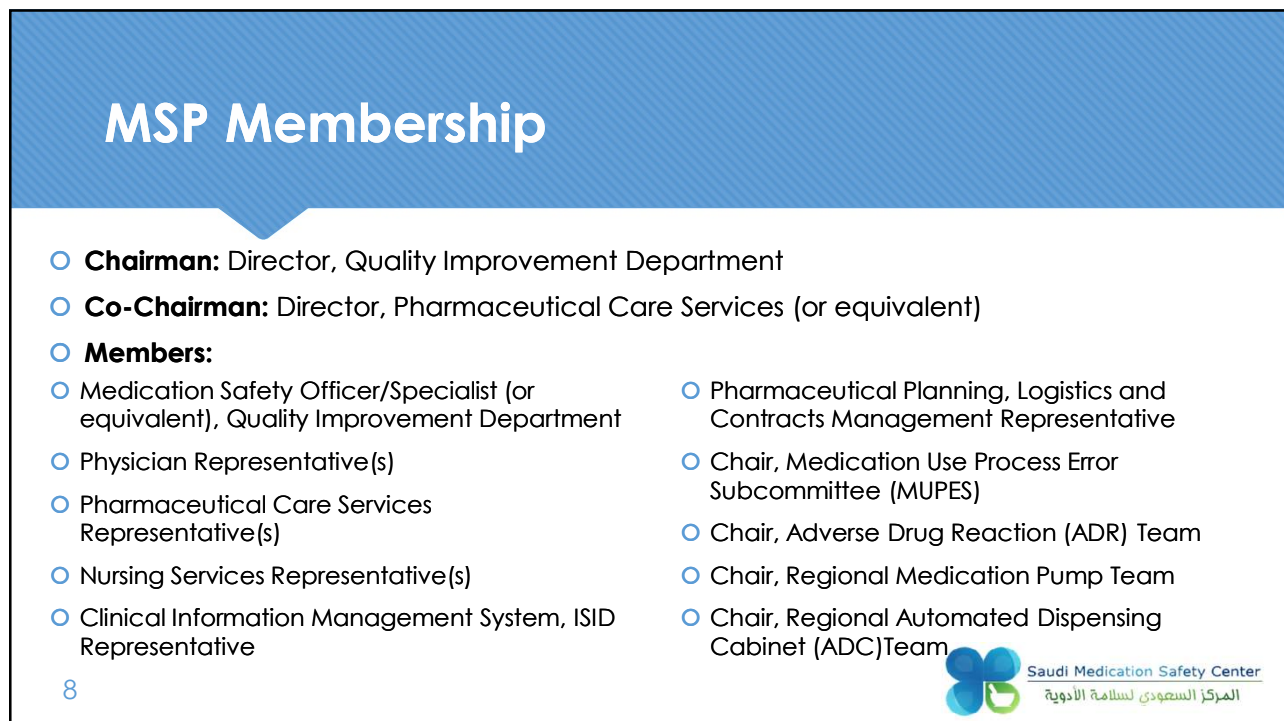 MSP Membership
Chairman: Director, Quality Improvement Department
Co-Chairman: Director, Pharmaceutical Care Services (or equivalent)
Members:
Medication Safety Officer/Specialist (or
equivalent), Quality Improvement Department
Physician Representative(s)
Pharmaceutical Care Services
Representative(s)
Nursing Services Representative(s)
Clinical Information Management System, ISID
Representative
Pharmaceutical Planning, Logistics and
Contracts Management Representative
Chair, Medication Use Process Error
Subcommittee (MUPES)
Chair, Adverse Drug Reaction (ADR) Team
Chair, Regional Medication Pump Team
Chair, Regional Automated Dispensing
Cabinet (ADC)Team
8
Saudi Medication Safety Center
المركز السعودي لسلامة الأدوية